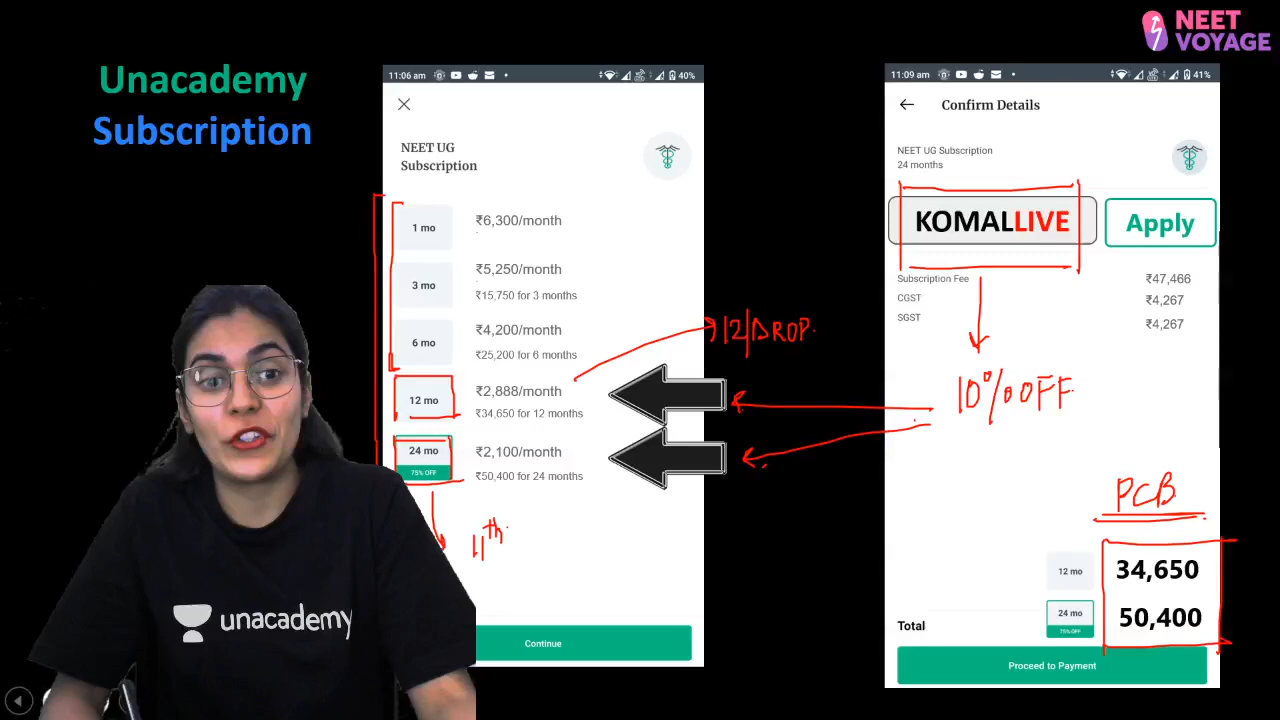 NEET
VOYAGE
Unacademy
Subscription
11:06 am
40%
NEET UG
Subscription
1 mo
₹6,300/month
3 mo
₹5,250/month
₹15,750 for 3 months
6 mo
₹4,200/month
₹25,200 for 6 months
12 mo
₹2,888/month
₹34,650 for 12 months
24 mo
75% OFF
₹2,100/month
₹50,400 for 24 months
Continue
12/DROP.
11th
unacademy
11:09 am
41%
Confirm Details
NEET UG Subscription
24 months
KOMALLIVE
Apply
Subscription Fee ₹47,466
CGST ₹4,267
SGST ₹4,267
10% OFF
PCB
12 mo 34,650
24 mo 50,400
75% OFF
Total
Proceed to Payment